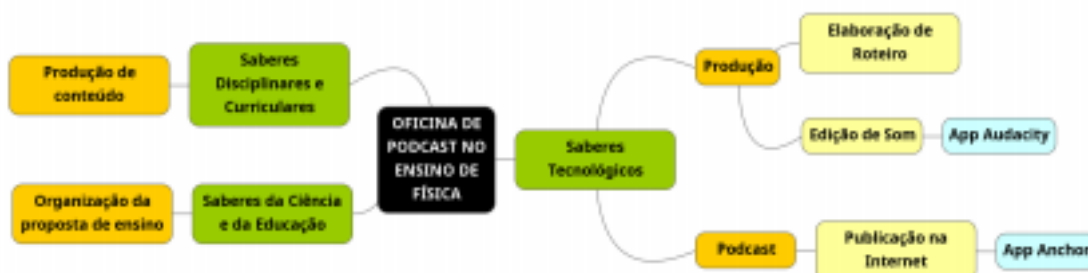 Produção de
conteúdo
Saberes
Disciplinares e
Curriculares
Organização da
proposta de ensino
Saberes da Ciência
e da Educação
OFICINA DE
PODCAST NO
ENSINO DE
FÍSICA
Saberes
Tecnológicos
Produção
Elaboração de
Roteiro
Edição de Som
App Audacity
Podcast
Publicação na
Internet
App Anchor